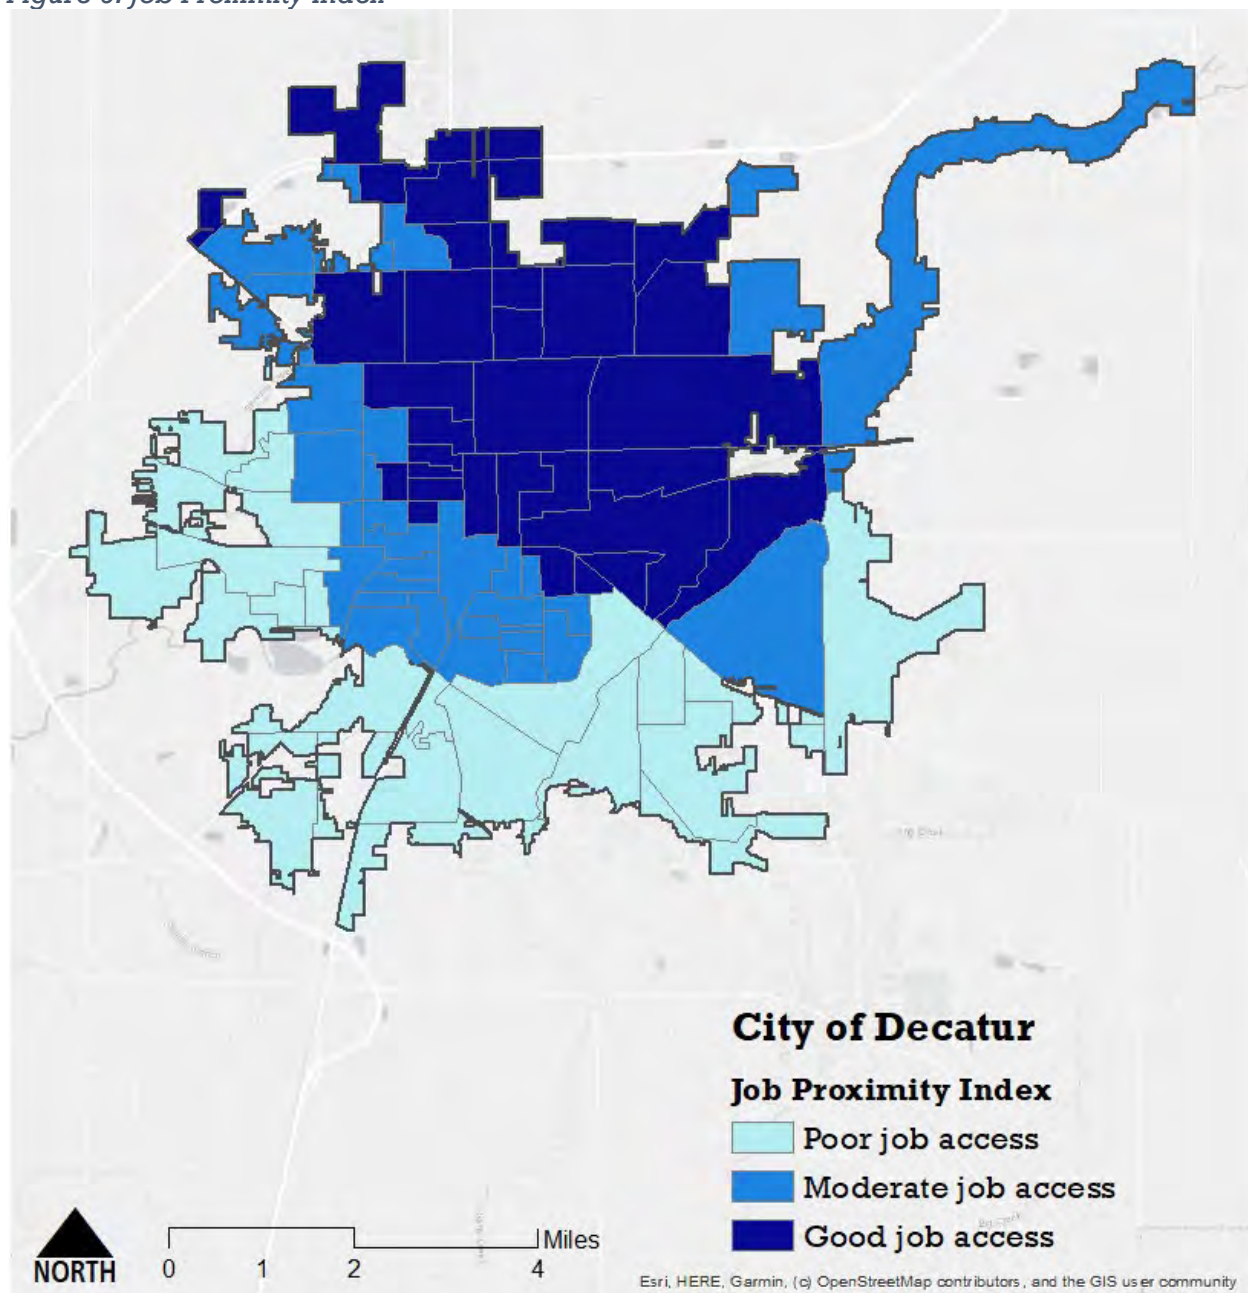 City of Decatur
Job Proximity Index
Poor job access
Moderate job access
Good job access
NORTH
0 1 2 4 Miles
Esri, HERE, Garmin, (c) OpenStreetMap contributors, and the GIS user community